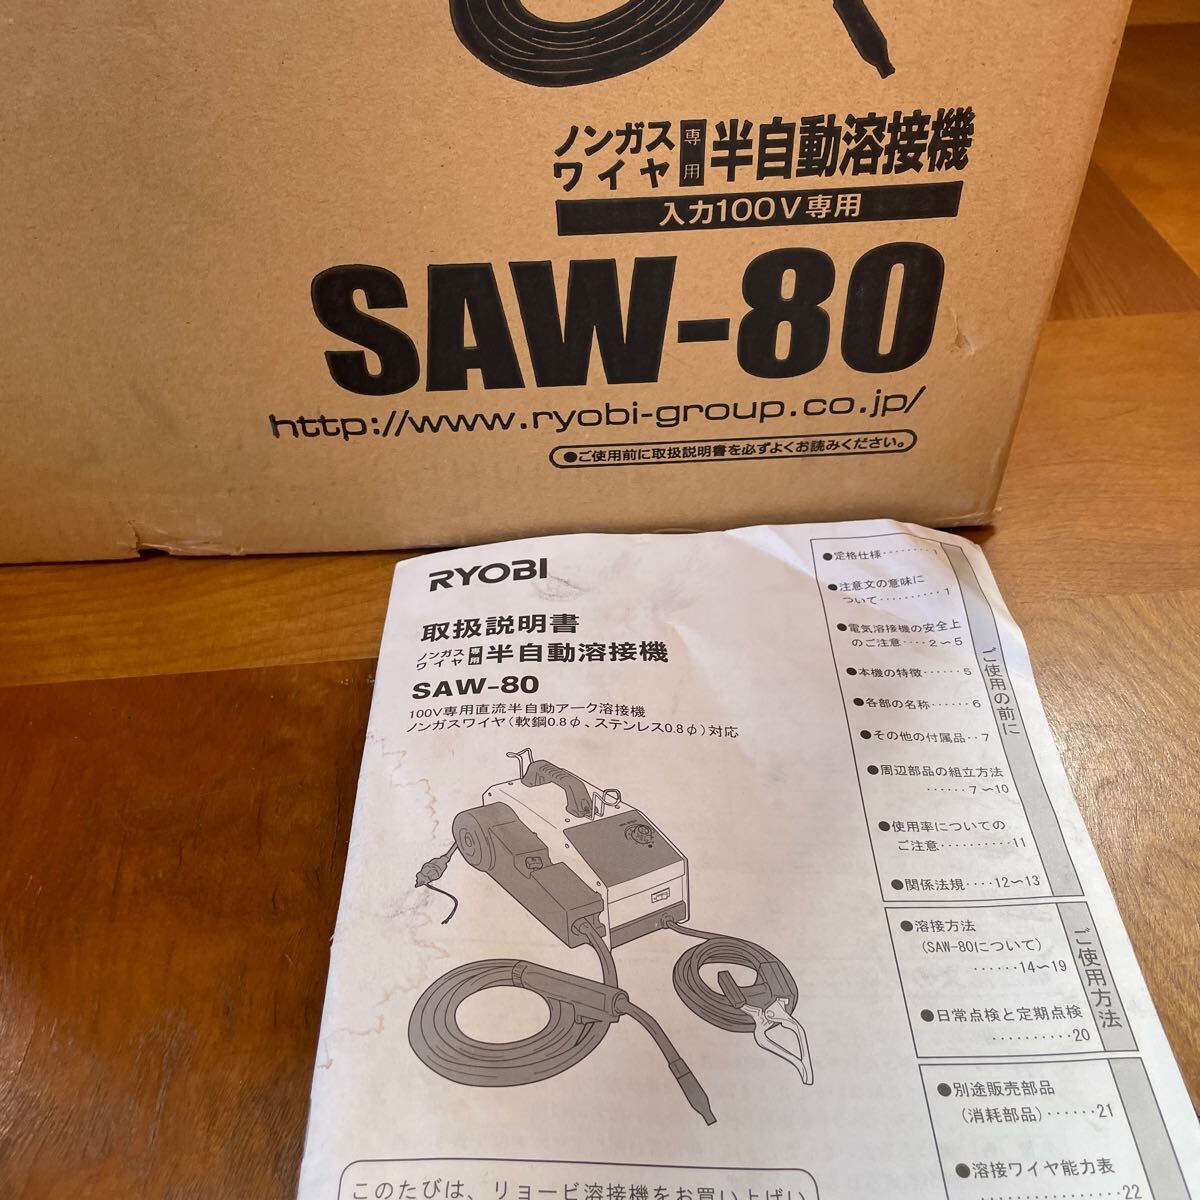 ノンガス
ワイヤ
専用
半自動溶接機
入力100V専用
SAW-80
http://www.ryobi-group.co.jp/
●ご使用前に取扱説明書を必ずよくお読みください。
RYOBI
取扱説明書
ノンガス
ワイヤ
専用
半自動溶接機
SAW-80
100V専用直流半自動アーク溶接機
ノンガスワイヤ(軟鋼0.8φ、ステンレス0.8φ)対応
このたびは、リョービ溶接機をお買い上げい
●定格仕様·········1
●注意文の意味に
ついて··········1
●電気溶接機の安全上
のご注意····2〜5
●本機の特徴······5
●各部の名称······6
●その他の付属品··7
●周辺部品の組立方法
······7〜10
●使用率についての
ご注意··········11
●関係法規····12〜13
ご使用の前に
●溶接方法
(SAW-80について)
······14〜19
●日常点検と定期点検
··········20
ご使用方法
●別途販売部品
(消耗部品)······21
●溶接ワイヤ能力表
··············22